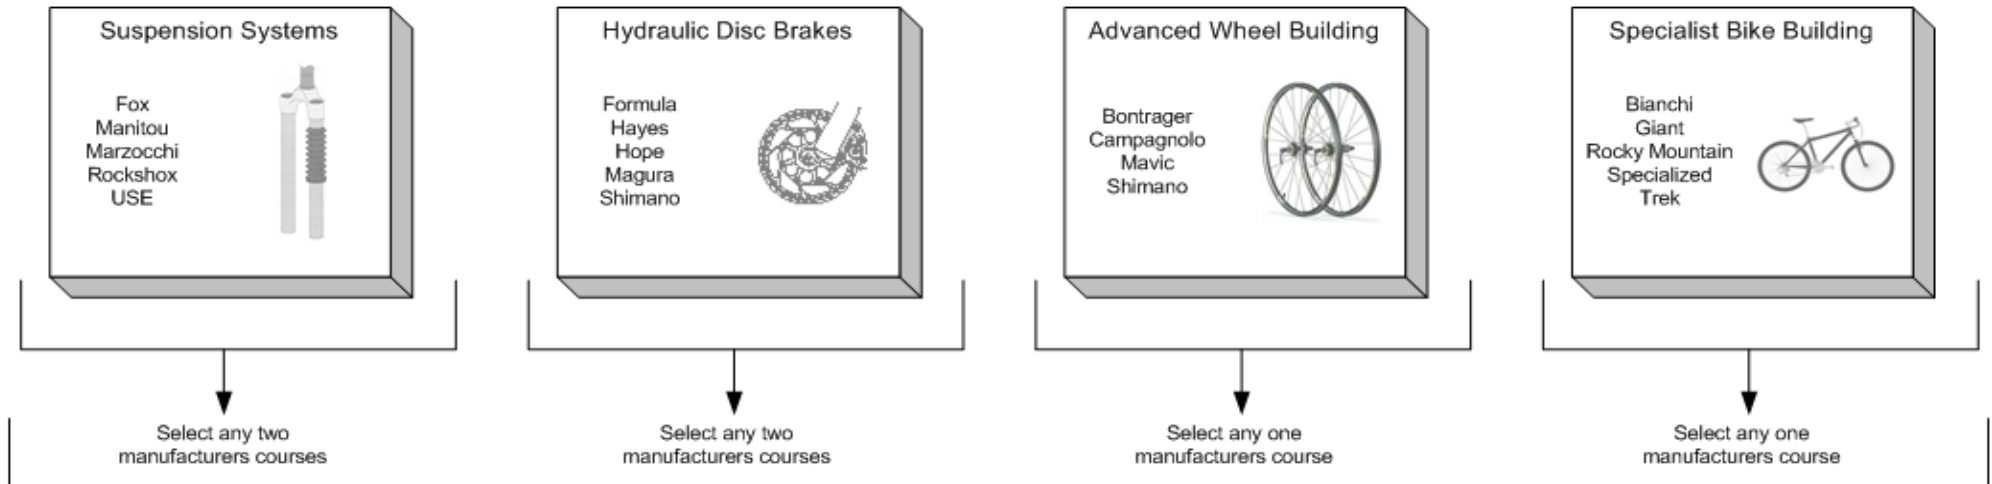 Suspension Systems
Fox
Manitou
Marzocchi
Rockshox
USE
Select any two
manufacturers courses
Hydraulic Disc Brakes
Formula
Hayes
Hope
Magura
Shimano
Select any two
manufacturers courses
Advanced Wheel Building
Bontrager
Campagnolo
Mavic
Shimano
Select any one
manufacturers course
Specialist Bike Building
Bianchi
Giant
Rocky Mountain
Specialized
Trek
Select any one
manufacturers course